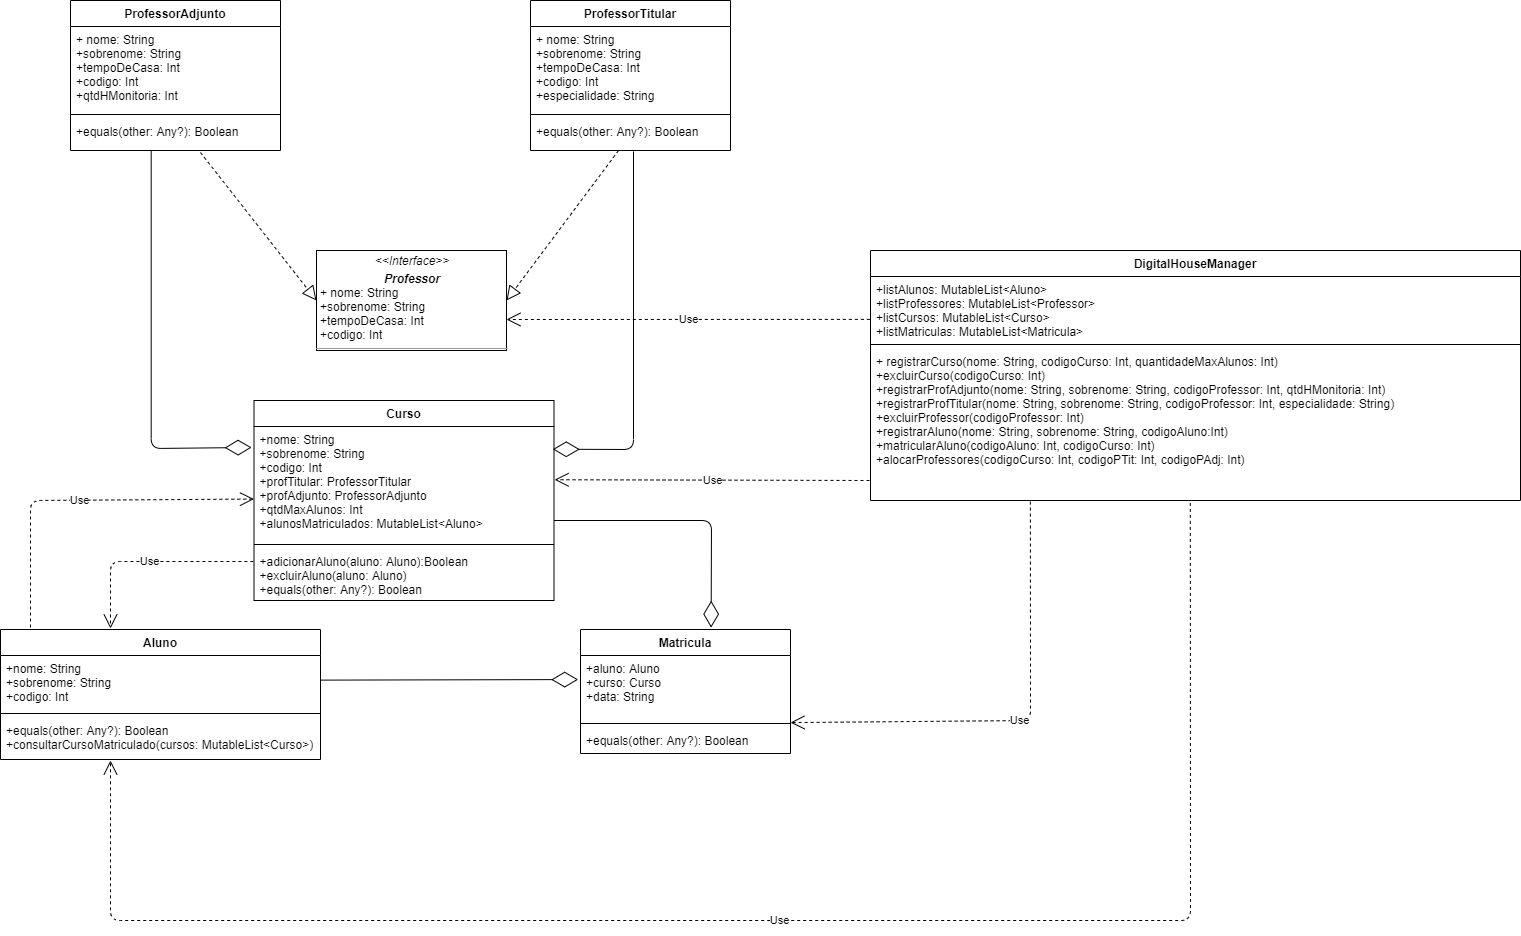 ProfessorAdjunto
+ nome: String
+sobrenome: String
+tempoDeCasa: Int
+codigo: Int
+qtdHMonitoria: Int
+equals(other: Any?): Boolean
ProfessorTitular
+ nome: String
+sobrenome: String
+tempoDeCasa: Int
+codigo: Int
+especialidade: String
+equals(other: Any?): Boolean
<<Interface>>
Professor
+ nome: String
+sobrenome: String
+tempoDeCasa: Int
+codigo: Int
Use
DigitalHouseManager
+listAlunos: MutableList<Aluno>
+listProfessores: MutableList<Professor>
+listCursos: MutableList<Curso>
+listMatriculas: MutableList<Matricula>
+ registrarCurso(nome: String, codigoCurso: Int, quantidadeMaxAlunos: Int)
+excluirCurso(codigoCurso: Int)
+registrarProfAdjunto(nome: String, sobrenome: String, codigoProfessor: Int, qtdHMonitoria: Int)
+registrarProfTitular(nome: String, sobrenome: String, codigoProfessor: Int, especialidade: String)
+excluirProfessor(codigoProfessor: Int)
+registrarAluno(nome: String, sobrenome: String, codigoAluno:Int)
+matricularAluno(codigoAluno: Int, codigoCurso: Int)
+alocarProfessores(codigoCurso: Int, codigoPTit: Int, codigoPAdj: Int)
Curso
+nome: String
+sobrenome: String
+codigo: Int
+profTitular: ProfessorTitular
+profAdjunto: ProfessorAdjunto
+qtdMaxAlunos: Int
+alunosMatriculados: MutableList<Aluno>
+adicionarAluno(aluno: Aluno):Boolean
+excluirAluno(aluno: Aluno)
+equals(other: Any?): Boolean
Use
Use
Use
Aluno
+nome: String
+sobrenome: String
+codigo: Int
+equals(other: Any?): Boolean
+consultarCursoMatriculado(cursos: MutableList<Curso>)
Matricula
+aluno: Aluno
+curso: Curso
+data: String
+equals(other: Any?): Boolean
Use
Use